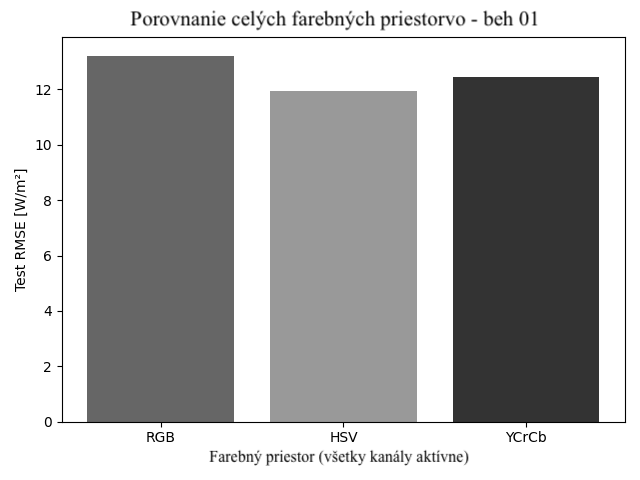 Porovnanie celých farebných priestorvo - beh 01
Test RMSE [W/m²]
12
10
8
6
4
2
0
RGB HSV YCrCb
Farebný priestor (všetky kanály aktívne)